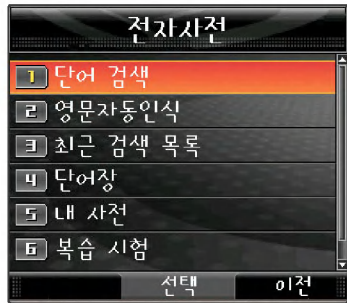 전자사전
1 단어 검색
2 영문자동인식
3 최근 검색 목록
4 단어장
5 내 사전
6 복습 시험
선택 이전